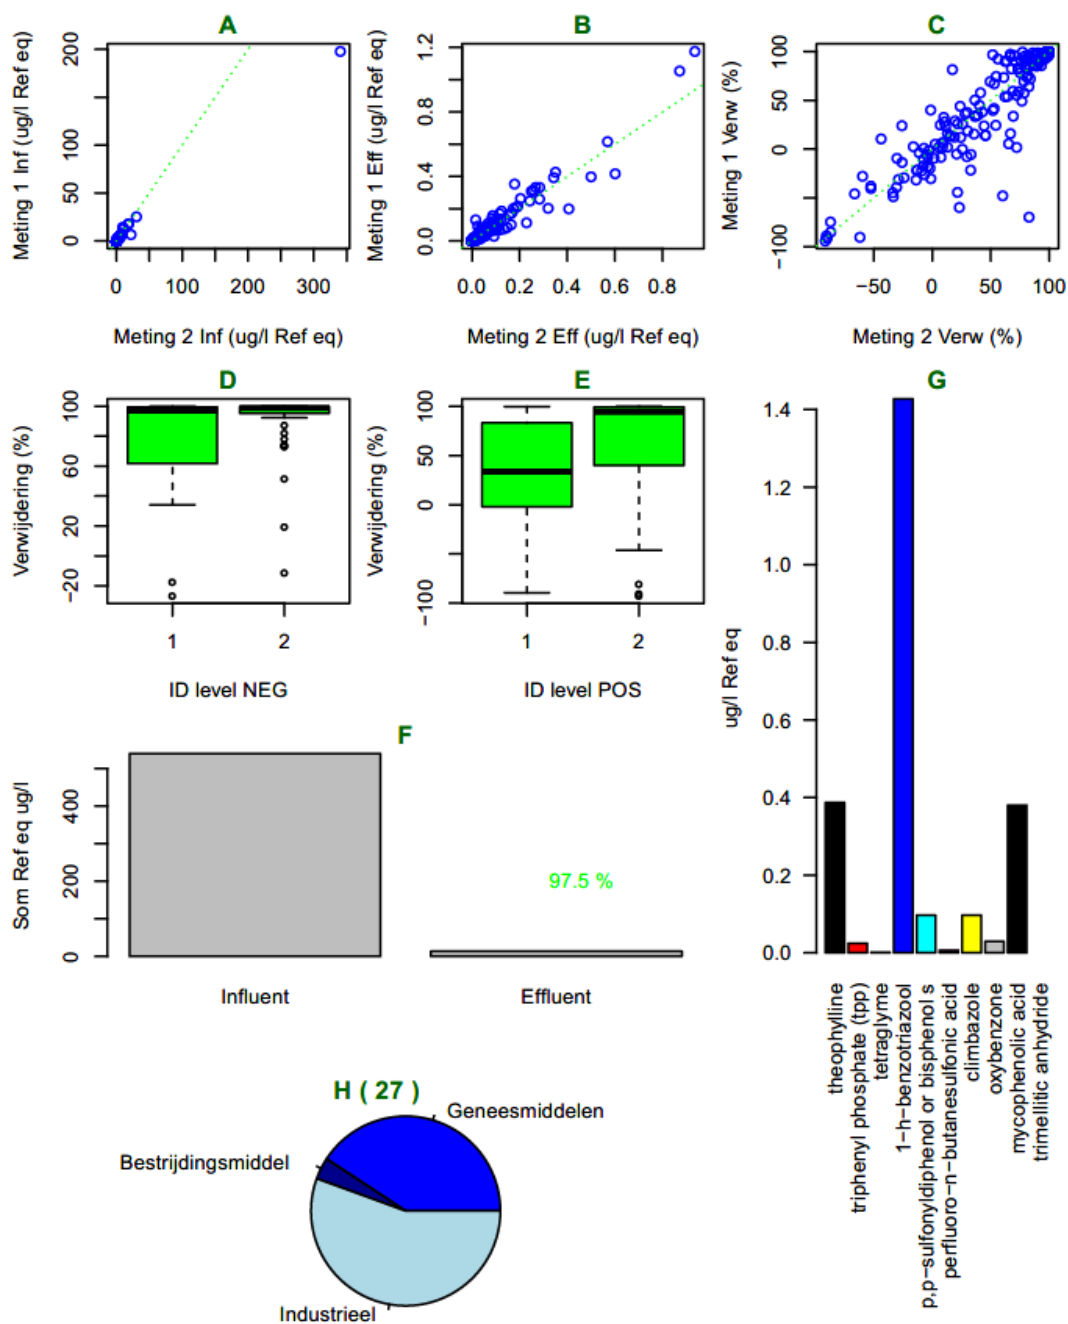 A
Meting 1 Inf (ug/l Ref eq)
200
100
50
0
0
100
200
300
Meting 2 Inf (ug/l Ref eq)
B
Meting 1 Eff (ug/l Ref eq)
1.2
0.8
0.4
0.0
0.0
0.2
0.4
0.6
0.8
Meting 2 Eff (ug/l Ref eq)
C
Meting 1 Verw (%)
100
50
0
−100
−50
0
50
100
Meting 2 Verw (%)
D
Verwijdering (%)
100
60
20
−20
1
2
ID level NEG
E
Verwijdering (%)
100
50
0
−100
1
2
ID level POS
F
Som Ref eq ug/l
400
200
0
97.5 %
Influent
Effluent
G
ug/l Ref eq
1.4
1.2
1.0
0.8
0.6
0.4
0.2
0.0
theophylline
triphenyl phosphate (tpp)
tetraglyme
1−h−benzotriazool
p,p−sulfonyldiphenol or bisphenol s
perfluoro−n−butanesulfonic acid
climbazole
oxybenzone
mycophenolic acid
trimellitic anhydride
H ( 27 )
Geneesmiddelen
Bestrijdingsmiddel
Industrieel